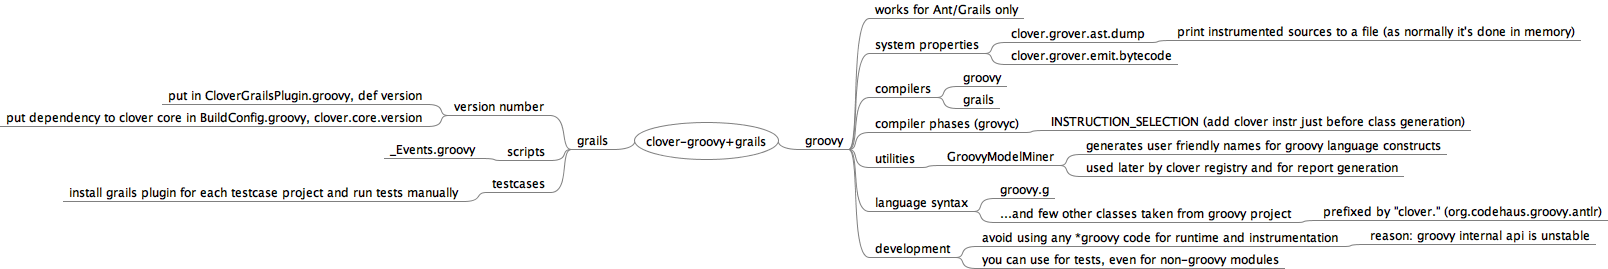 clover-groovy+grails
grails
version number
put in CloverGrailsPlugin.groovy, def version
put dependency to clover core in BuildConfig.groovy, clover.core.version
scripts
_Events.groovy
testcases
install grails plugin for each testcase project and run tests manually
groovy
works for Ant/Grails only
system properties
clover.grover.ast.dump
print instrumented sources to a file (as normally it's done in memory)
clover.grover.emit.bytecode
compilers
groovy
grails
compiler phases (grovyc)
INSTRUCTION_SELECTION (add clover instr just before class generation)
utilities
GroovyModelMiner
generates user friendly names for groovy language constructs
used later by clover registry and for report generation
language syntax
groovy.g
...and few other classes taken from groovy project
prefixed by "clover." (org.codehaus.groovy.antlr)
development
avoid using any *groovy code for runtime and instrumentation
reason: groovy internal api is unstable
you can use for tests, even for non-groovy modules